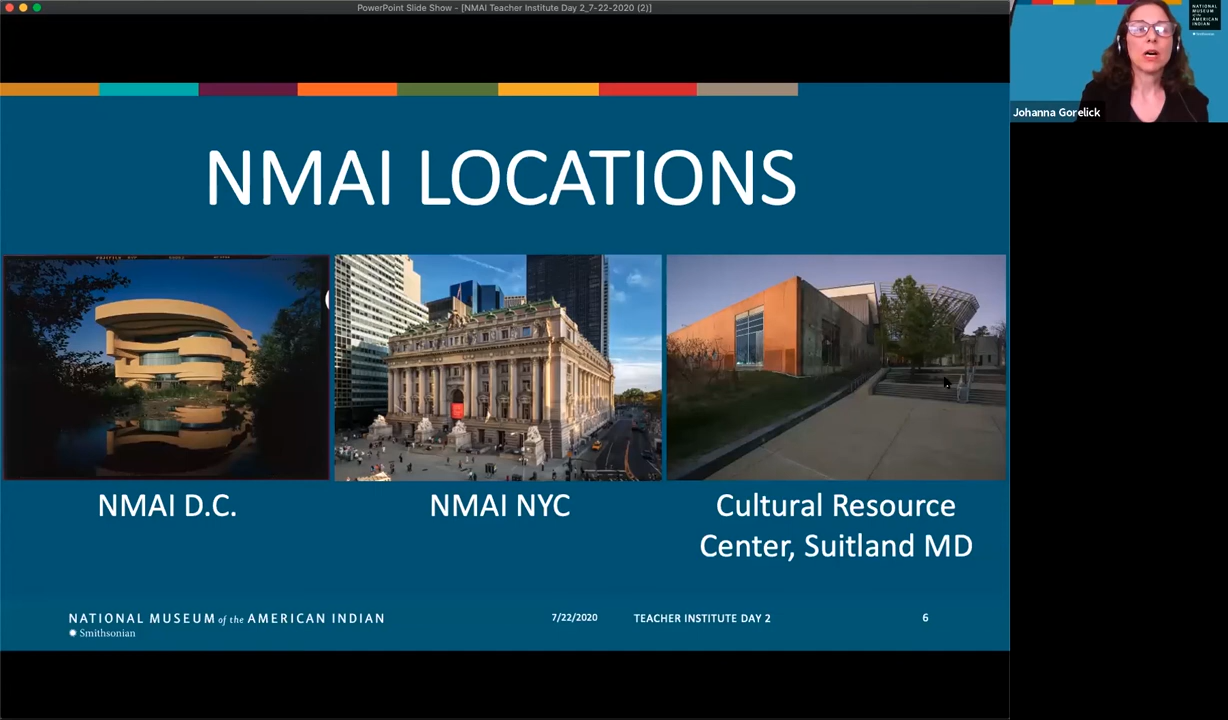 PowerPoint Slide Show - [NMAI Teacher Institute Day 2_7-22-2020 (2)]
NATIONAL
MUSEUM
of the
AMERICAN
INDIAN
Smithsonian
Johanna Gorelick
NMAI LOCATIONS
NMAI D.C.
NMAI NYC
Cultural Resource
Center, Suitland MD
NATIONAL MUSEUM of the AMERICAN INDIAN
Smithsonian
7/22/2020
TEACHER INSTITUTE DAY 2
6